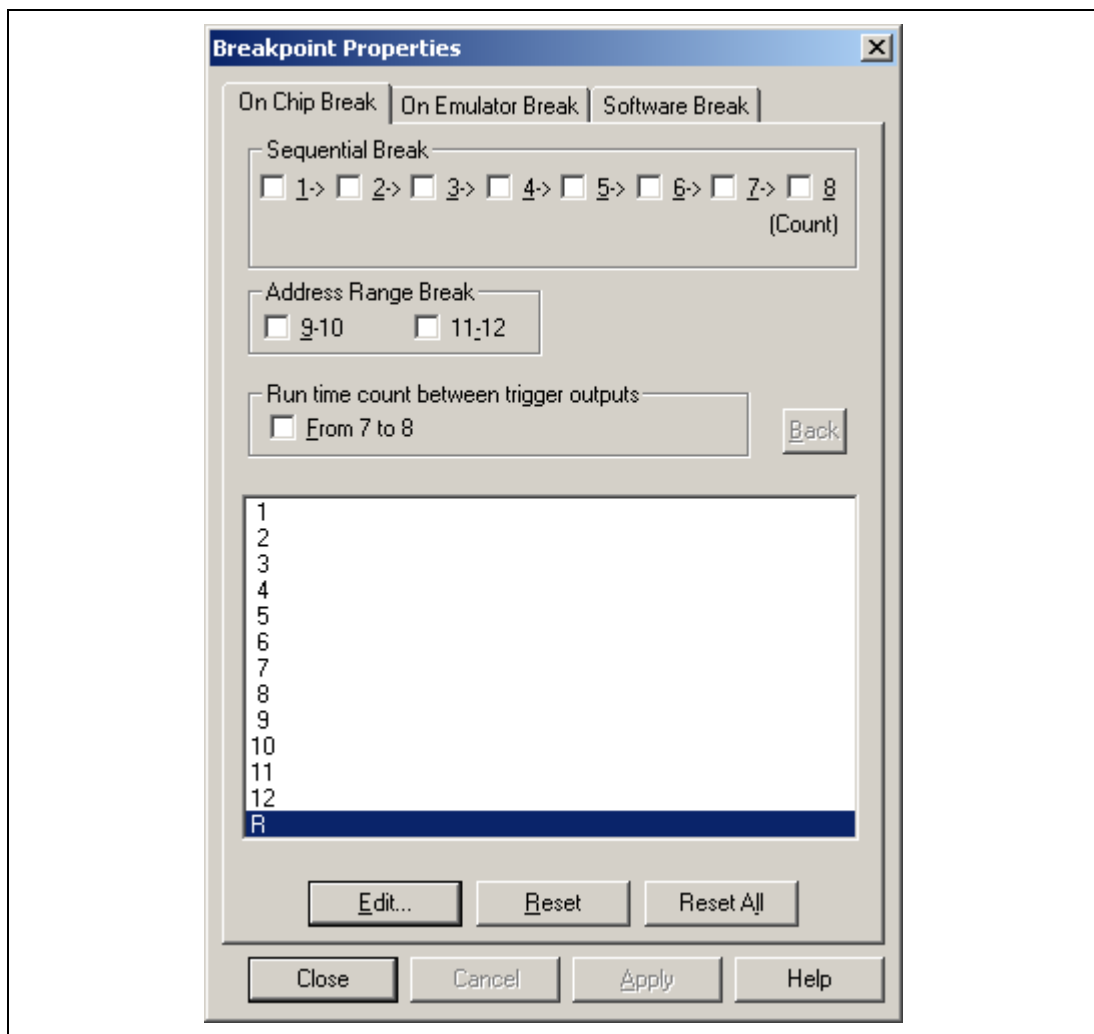 Breakpoint Properties
On Chip Break On Emulator Break Software Break
Sequential Break
1-> 2-> 3-> 4-> 5-> 6-> 7-> 8
(Count)
Address Range Break
9-10 11-12
Run time count between trigger outputs
From 7 to 8
Back
1
2
3
4
5
6
7
8
9
10
11
12
R
Edit... Reset Reset All
Close Cancel Apply Help